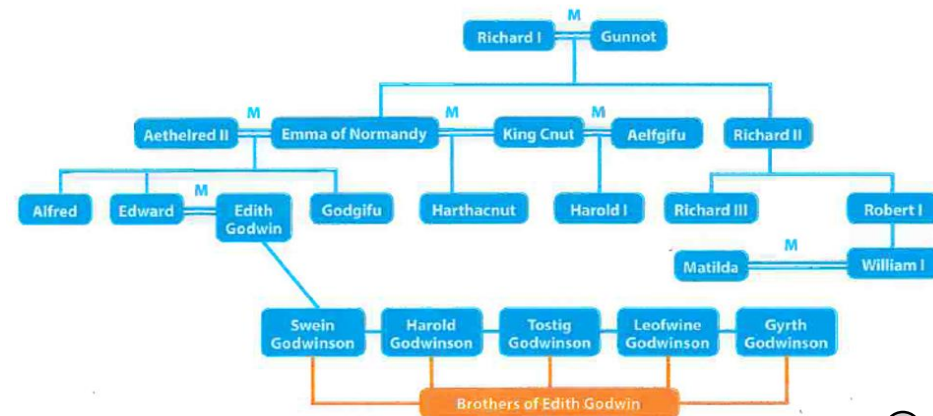 M
Richard I
Gunnot
M
M
M
Aethelred II
Emma of Normandy
King Cnut
Aelfgifu
Richard II
M
Alfred
Edward
Edith
Godwin
Godgifu
Harthacnut
Harold I
Richard III
Robert I
M
Matilda
William I
Swein
Godwinson
Harold
Godwinson
Tostig
Godwinson
Leofwine
Godwinson
Gyrth
Godwinson
Brothers of Edith Godwin